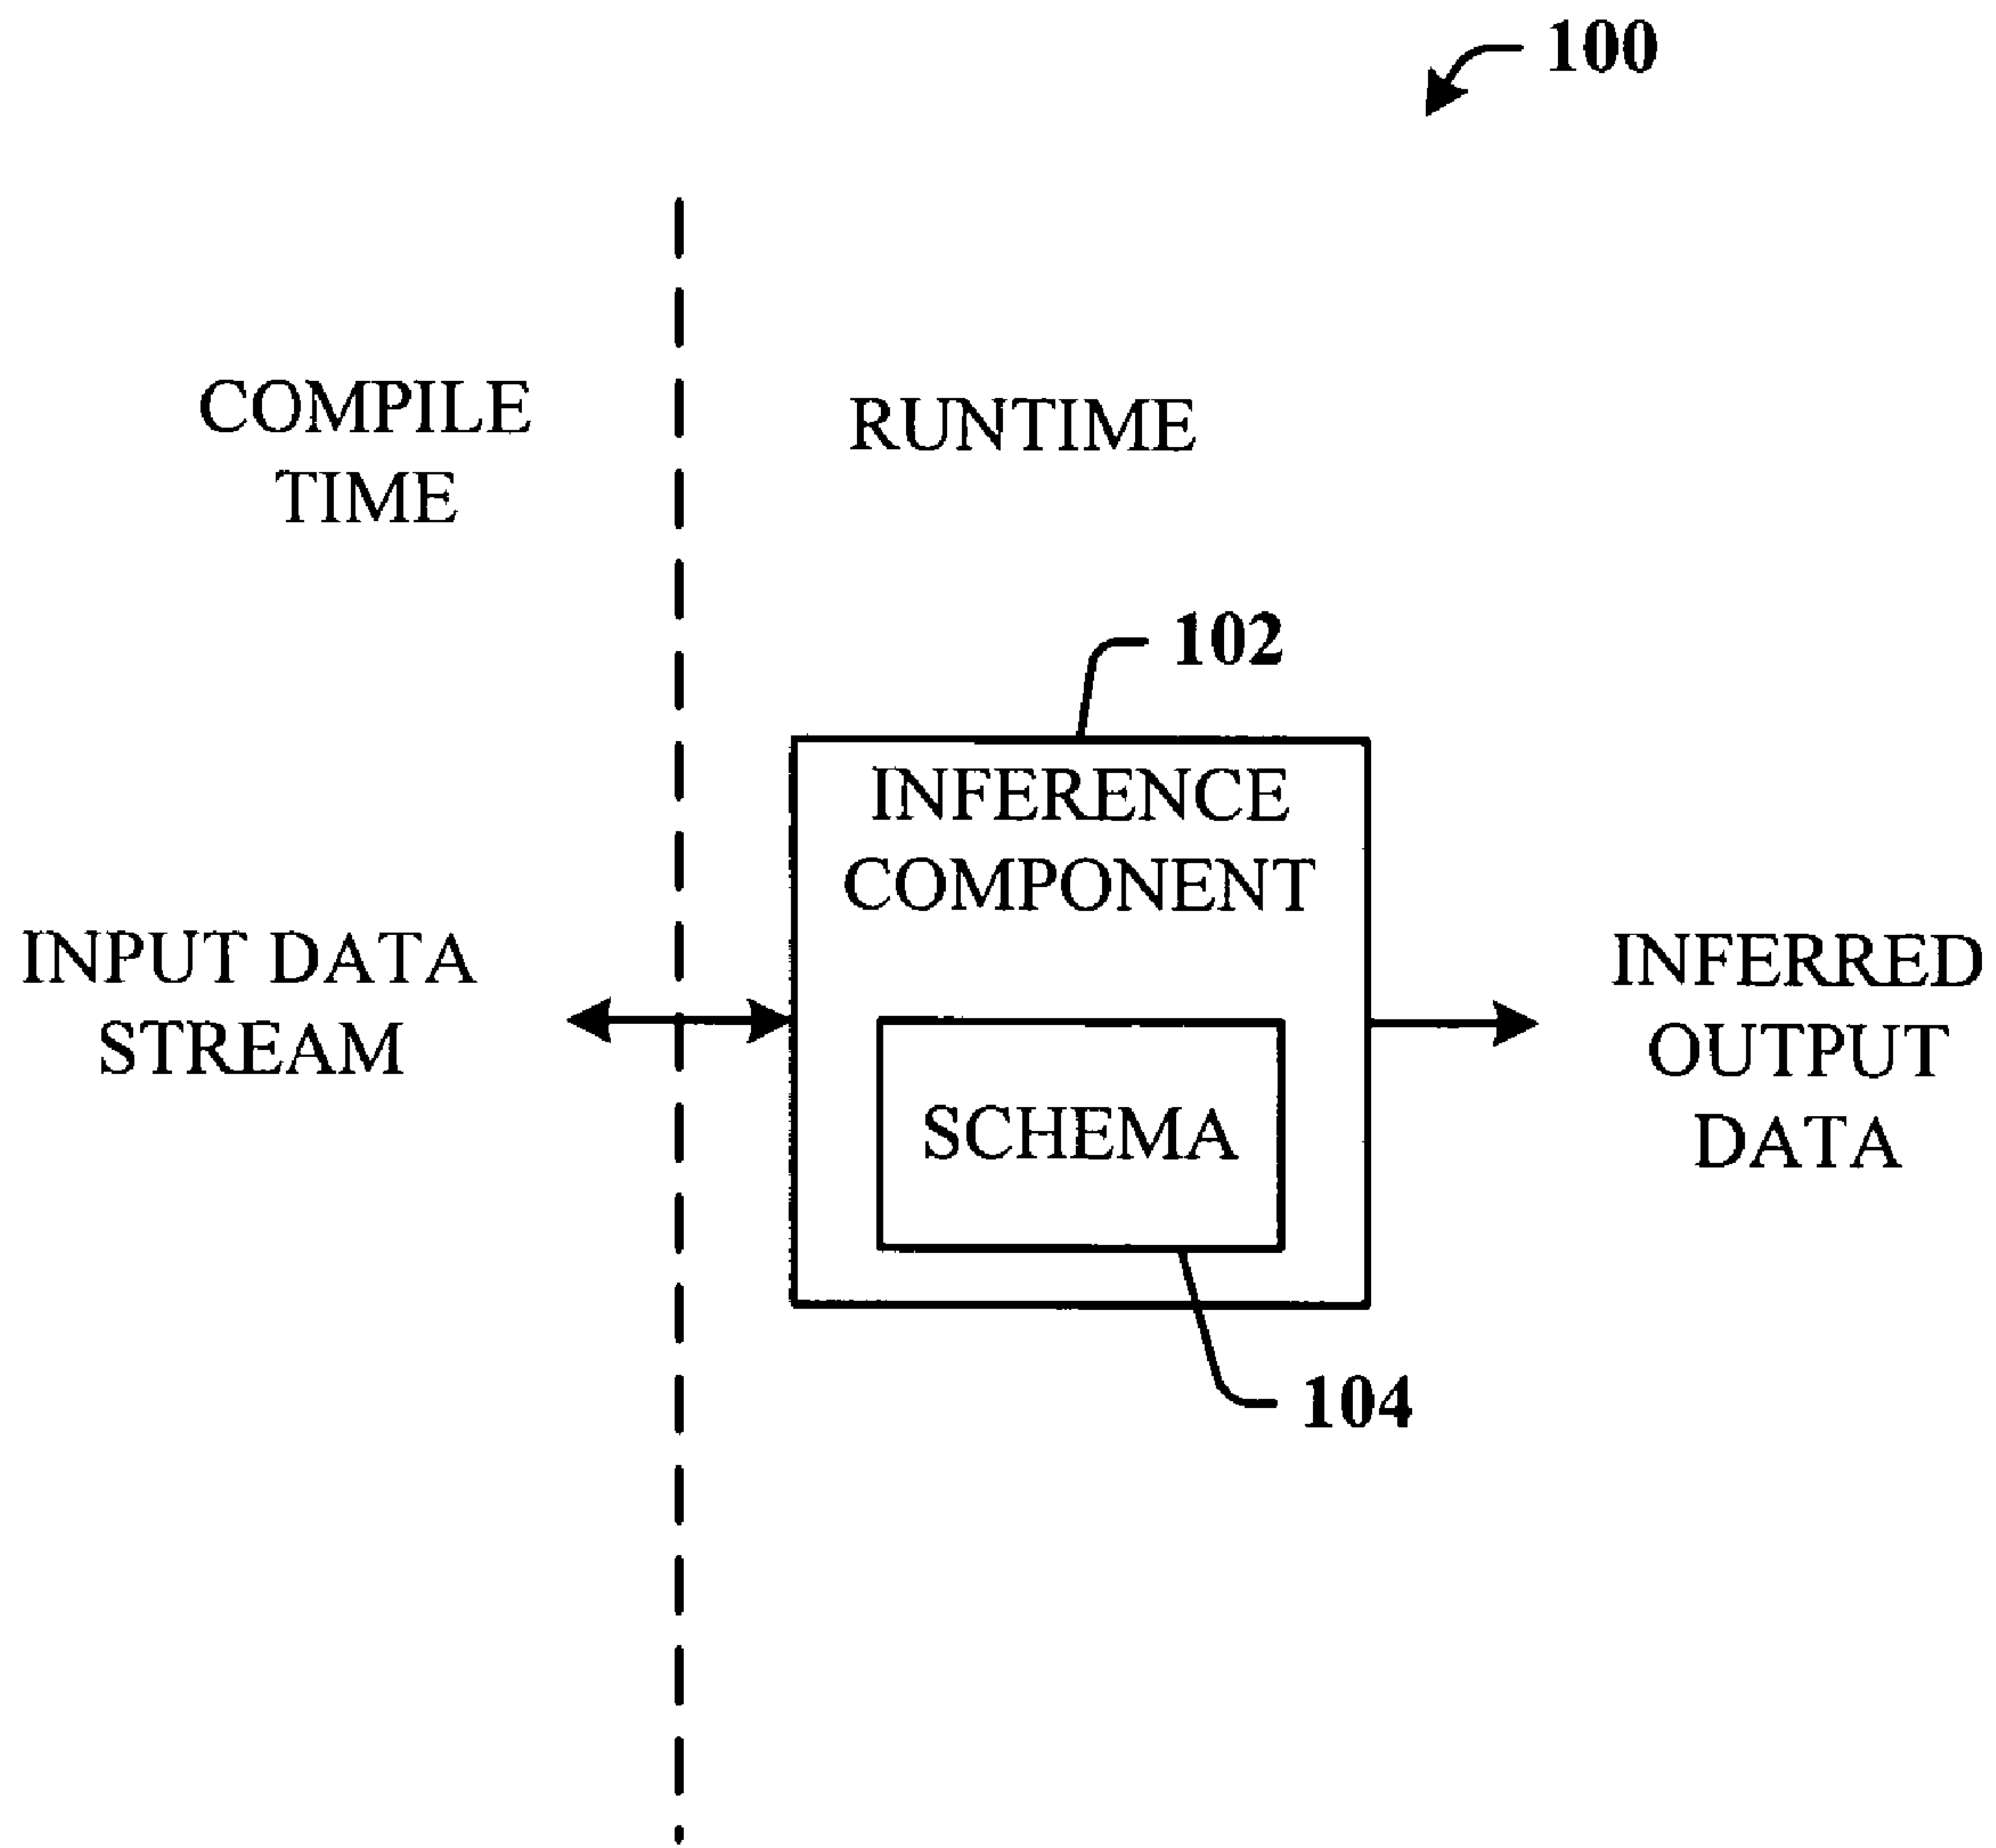 100
COMPILE
TIME
RUNTIME
102
INFERENCE
COMPONENT
INPUT DATA
STREAM
SCHEMA
INFERRED
OUTPUT
DATA
104